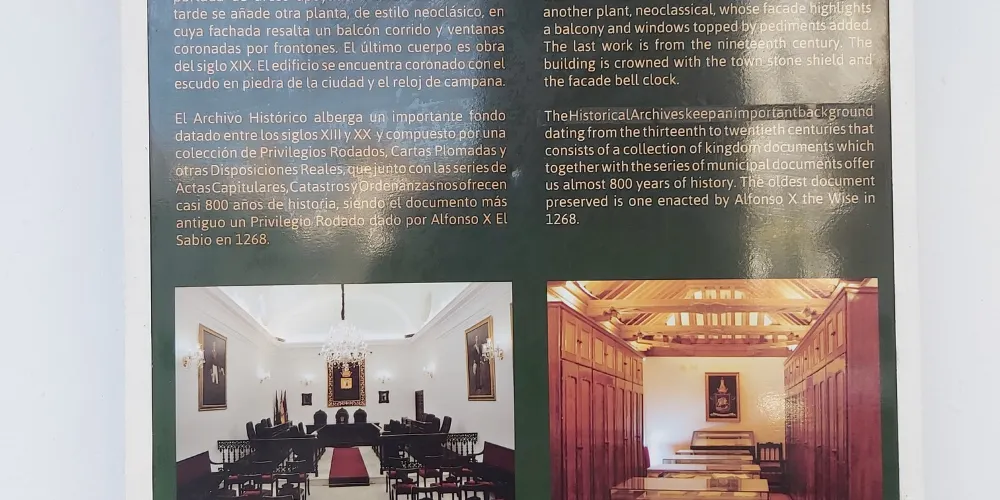 tarde se añade otra planta, de estilo neoclásico, en
cuya fachada resalta un balcón corrido y ventanas
coronadas por frontones. El último cuerpo es obra
del siglo XIX. El edificio se encuentra coronado con el
escudo en piedra de la ciudad y el reloj de campana.
El Archivo Histórico alberga un importante fondo
datado entre los siglos XIII y XX y compuesto por una
colección de Privilegios Rodados, Cartas Plomadas y
otras Disposiciones Reales, que junto con las series de
Actas Capitulares, Catastros y Ordenanzas nos ofrecen
casi 800 años de historia, siendo el documento más
antiguo un Privilegio Rodado dado por Alfonso X El
Sabio en 1268.
another plant, neoclassical, whose facade highlights
a balcony and windows topped by pediments added.
The last work is from the nineteenth century. The
building is crowned with the town stone shield and
the facade bell clock.
The Historical Archives keep an important background
dating from the thirteenth to twentieth centuries that
consists of a collection of kingdom documents which
together with the series of municipal documents offer
us almost 800 years of history. The oldest document
preserved is one enacted by Alfonso X the Wise in
1268.